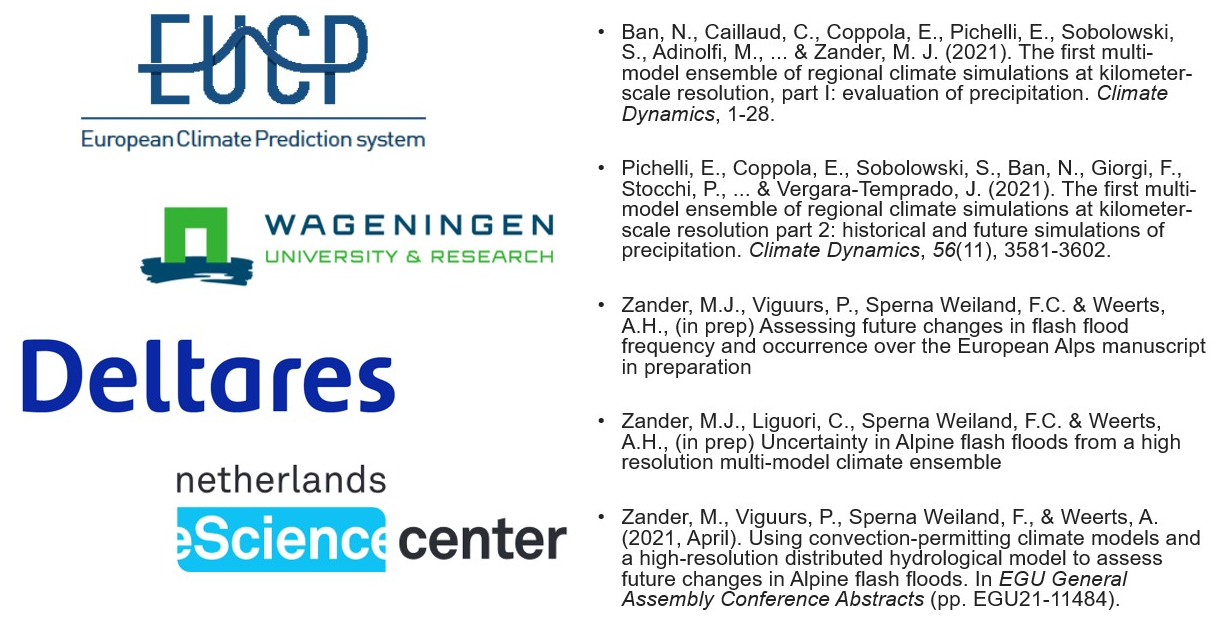 EUCP
European Climate Prediction system
WAGENINGEN
UNIVERSITY & RESEARCH
Deltares
netherlands
eScience center
• Ban, N., Caillaud, C., Coppola, E., Pichelli, E., Sobolowski,
S., Adinolfi, M., ... & Zander, M. J. (2021). The first multi-
model ensemble of regional climate simulations at kilometer-
scale resolution, part I: evaluation of precipitation. Climate
Dynamics, 1-28.
• Pichelli, E., Coppola, E., Sobolowski, S., Ban, N., Giorgi, F.,
Stocchi, P., ... & Vergara-Temprado, J. (2021). The first multi-
model ensemble of regional climate simulations at kilometer-
scale resolution part 2: historical and future simulations of
precipitation. Climate Dynamics, 56(11), 3581-3602.
• Zander, M.J., Viguurs, P., Sperna Weiland, F.C. & Weerts,
A.H., (in prep) Assessing future changes in flash flood
frequency and occurrence over the European Alps manuscript
in preparation
• Zander, M.J., Liguori, C., Sperna Weiland, F.C. & Weerts,
A.H., (in prep) Uncertainty in Alpine flash floods from a high
resolution multi-model climate ensemble
• Zander, M., Viguurs, P., Sperna Weiland, F., & Weerts, A.
(2021, April). Using convection-permitting climate models and
a high-resolution distributed hydrological model to assess
future changes in Alpine flash floods. In EGU General
Assembly Conference Abstracts (pp. EGU21-11484).